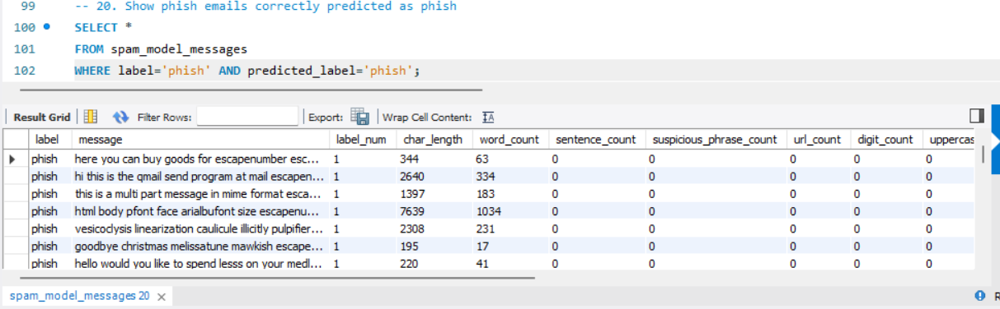 99 -- 20. Show phish emails correctly predicted as phish
100 SELECT *
101 FROM spam_model_messages
102 WHERE label='phish' AND predicted_label='phish';
Result Grid Filter Rows: Export: Wrap Cell Content:
label message label_num char_length word_count sentence_count suspicious_phrase_count url_count digit_count uppercas
phish here you can buy goods for escapenumber esc... 1 344 63 0 0 0 0 0
phish hi this is the qmail send program at mail escapen... 1 2640 334 0 0 0 0 0
phish this is a multi part message in mime format esca... 1 1397 183 0 0 0 0 0
phish html body pfont face arialbufont size escapenu... 1 7639 1034 0 0 0 0 0
phish vesicoclysis linearization caulicule illicitly pulpifier... 1 2308 231 0 0 0 0 0
phish goodbye christmas melissatune mawkish escape... 1 195 17 0 0 0 0 0
phish hello would you like to spend lesss on your medl... 1 220 41 0 0 0 0 0
spam_model_messages 20 R